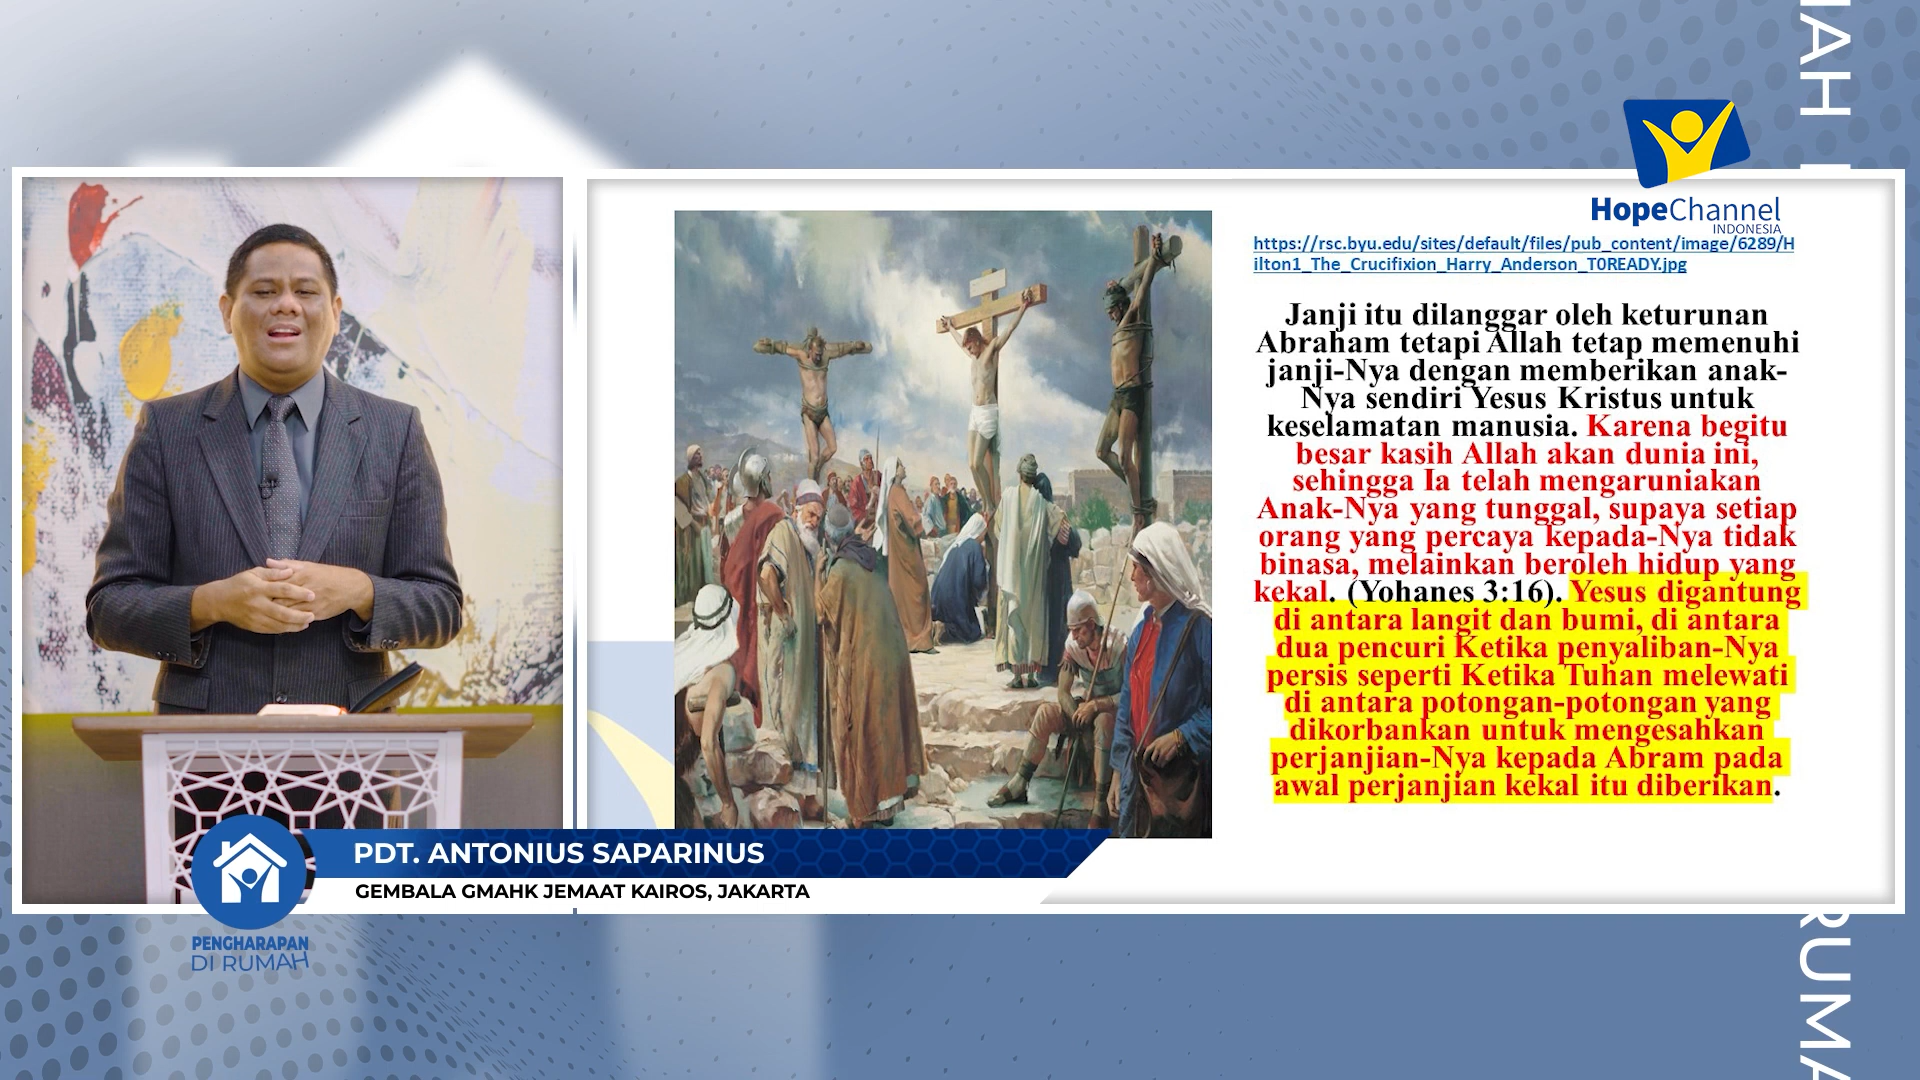 HopeChannel
INDONESIA
https://rsc.byu.edu/sites/default/files/pub_content/image/6289/H
ilton1_The_Crucifixion_Harry_Anderson_T0READY.jpg
Janji itu dilanggar oleh keturunan
Abraham tetapi Allah tetap memenuhi
janji-Nya dengan memberikan anak-
Nya sendiri Yesus Kristus untuk
keselamatan manusia. Karena begitu
besar kasih Allah akan dunia ini,
sehingga Ia telah mengaruniakan
Anak-Nya yang tunggal, supaya setiap
orang yang percaya kepada-Nya tidak
binasa, melainkan beroleh hidup yang
kekal. (Yohanes 3:16). Yesus digantung
di antara langit dan bumi, di antara
dua pencuri Ketika penyaliban-Nya
persis seperti Ketika Tuhan melewati
di antara potongan-potongan yang
dikorbankan untuk mengesahkan
perjanjian-Nya kepada Abram pada
awal perjanjian kekal itu diberikan.
PDT. ANTONIUS SAPARINUS
GEMBALA GMAHK JEMAAT KAIROS, JAKARTA
PENGHARAPAN
DI RUMAH